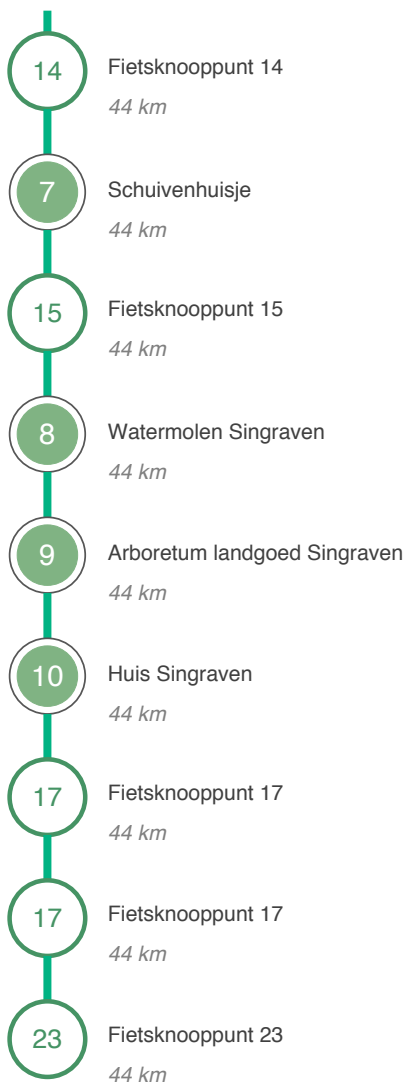 14
Fietsknooppunt 14
44 km
7
Schuivenhuisje
44 km
15
Fietsknooppunt 15
44 km
8
Watermolen Singraven
44 km
9
Arboretum landgoed Singraven
44 km
10
Huis Singraven
44 km
17
Fietsknooppunt 17
44 km
17
Fietsknooppunt 17
44 km
23
Fietsknooppunt 23
44 km